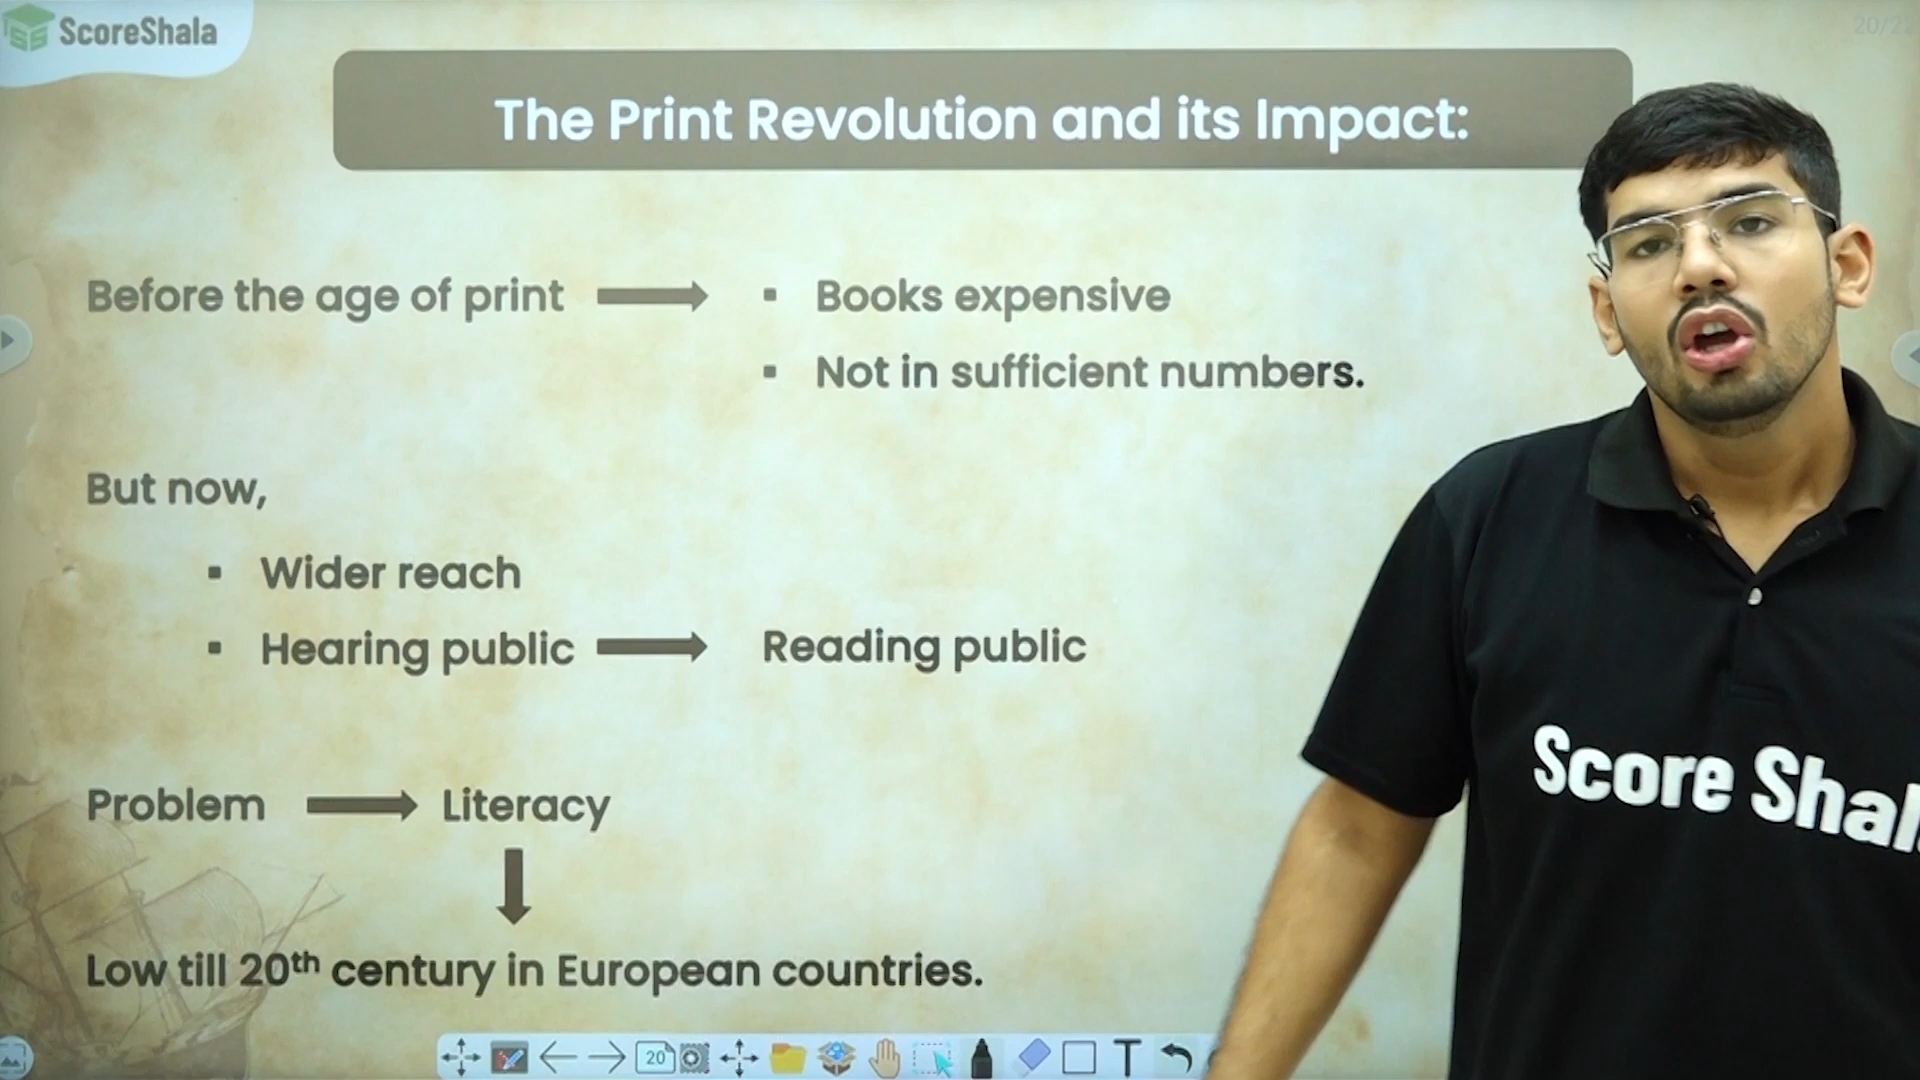 ScoreShala
20/22
The Print Revolution and its Impact:
Before the age of print
▪ Books expensive
▪ Not in sufficient numbers.
But now,
▪ Wider reach
▪ Hearing public
Reading public
Problem
Literacy
Low till 20th century in European countries.
Score Shal
20
T